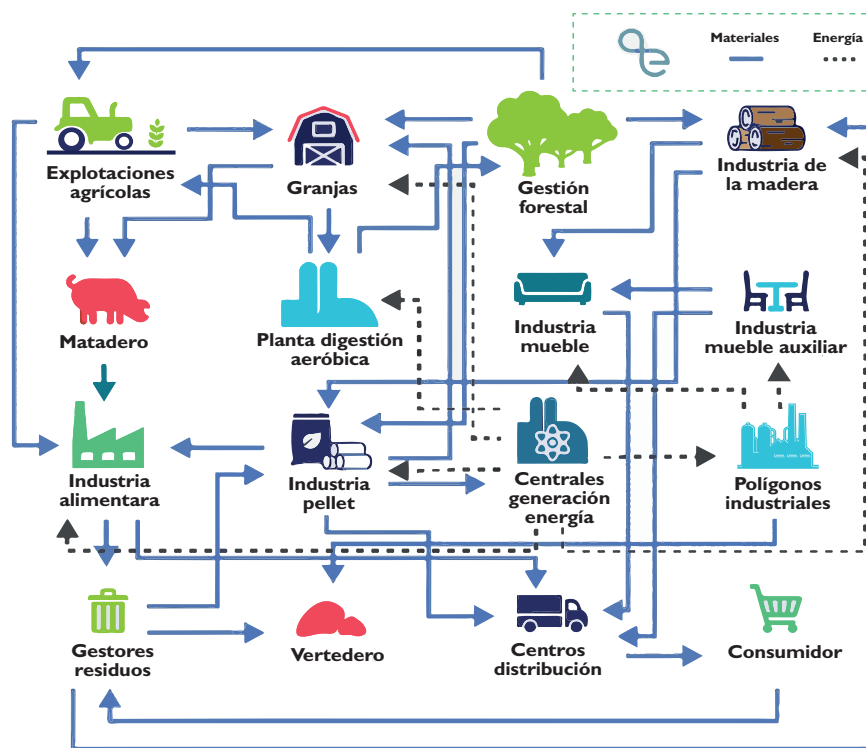 Materiales
Energía
Explotaciones
agrícolas
Granjas
Gestión
forestal
Industria de
la madera
Matadero
Planta digestión
aeróbica
Industria
mueble
Industria
mueble auxiliar
Industria
alimentara
Industria
pellet
Centrales
generación
energía
Polígonos
industriales
Gestores
residuos
Vertedero
Centros
distribución
Consumidor